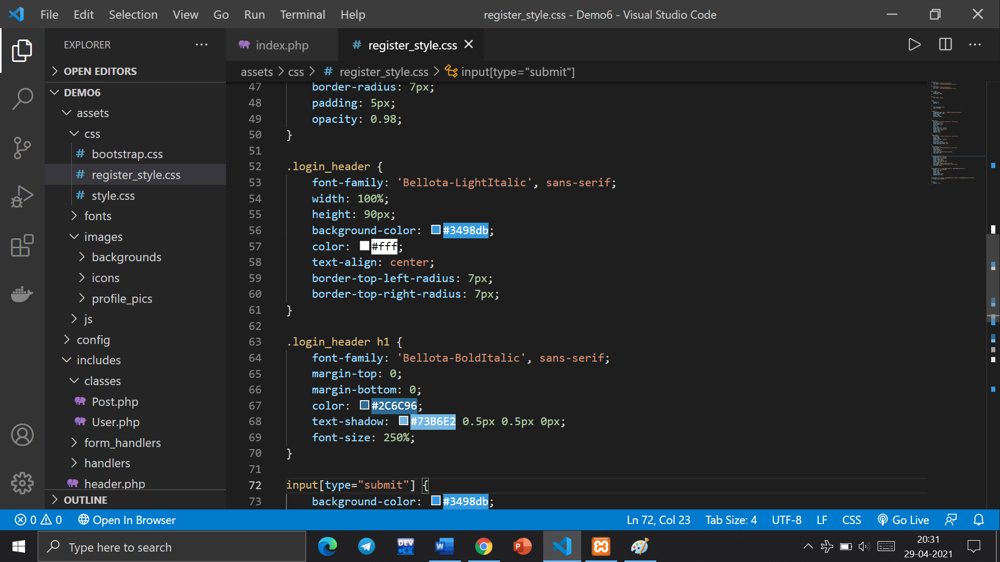 File Edit Selection View Go Run Terminal Help
register_style.css - Demo6 - Visual Studio Code
EXPLORER
OPEN EDITORS
DEMO6
assets
css
# bootstrap.css
# register_style.css
# style.css
fonts
images
backgrounds
icons
profile_pics
js
config
includes
classes
Post.php
User.php
form_handlers
handlers
header.php
OUTLINE
index.php
# register_style.css
assets > css > # register_style.css > input[type="submit"]
47 border-radius: 7px;
48 padding: 5px;
49 opacity: 0.98;
50 }
51
52 .login_header {
53 font-family: 'Bellota-LightItalic', sans-serif;
54 width: 100%;
55 height: 90px;
56 background-color: #3498db;
57 color: #fff;
58 text-align: center;
59 border-top-left-radius: 7px;
60 border-top-right-radius: 7px;
61 }
62
63 .login_header h1 {
64 font-family: 'Bellota-BoldItalic', sans-serif;
65 margin-top: 0;
66 margin-bottom: 0;
67 color: #2C6C96;
68 text-shadow: #73B6E2 0.5px 0.5px 0px;
69 font-size: 250%;
70 }
71
72 input[type="submit"] {
73 background-color: #3498db;
0 0 Open In Browser
Ln 72, Col 23 Tab Size: 4 UTF-8 LF CSS Go Live
Type here to search
DEV C++
W
P
20:31
29-04-2021